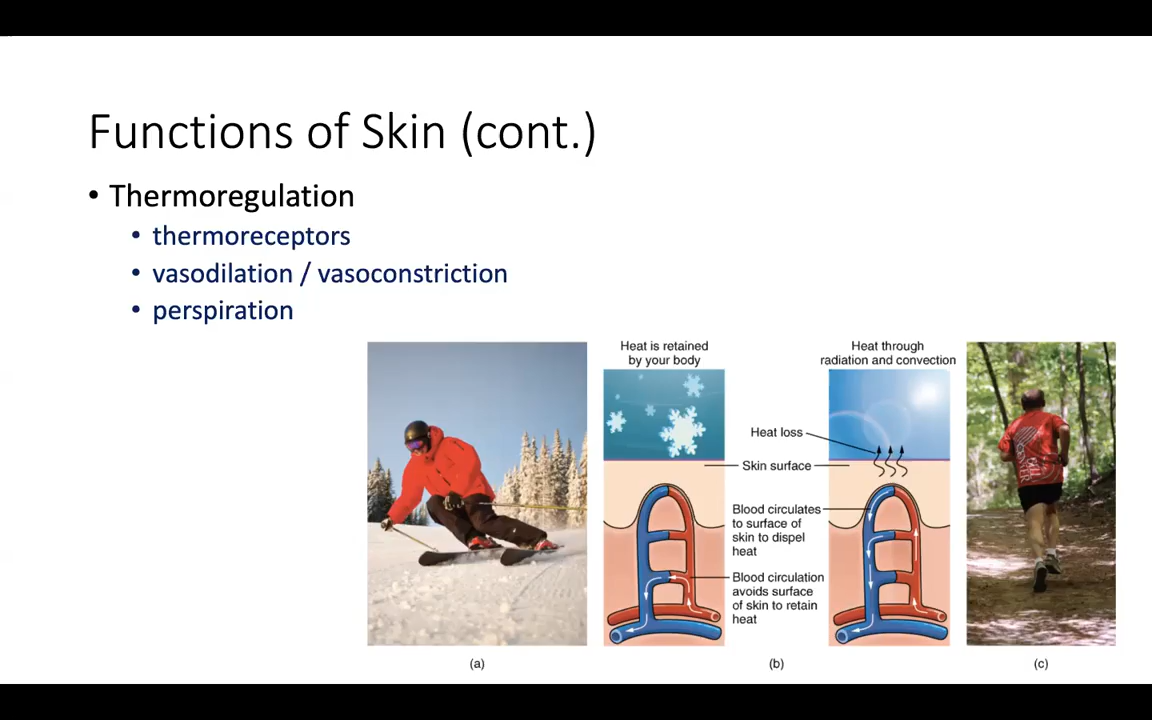 Functions of Skin (cont.)
• Thermoregulation
• thermoreceptors
• vasodilation / vasoconstriction
• perspiration
Heat is retained
by your body
Heat through
radiation and convection
Heat loss
Skin surface
Blood circulates
to surface of
skin to dispel
heat
Blood circulation
avoids surface
of skin to retain
heat
(a)
(b)
(c)